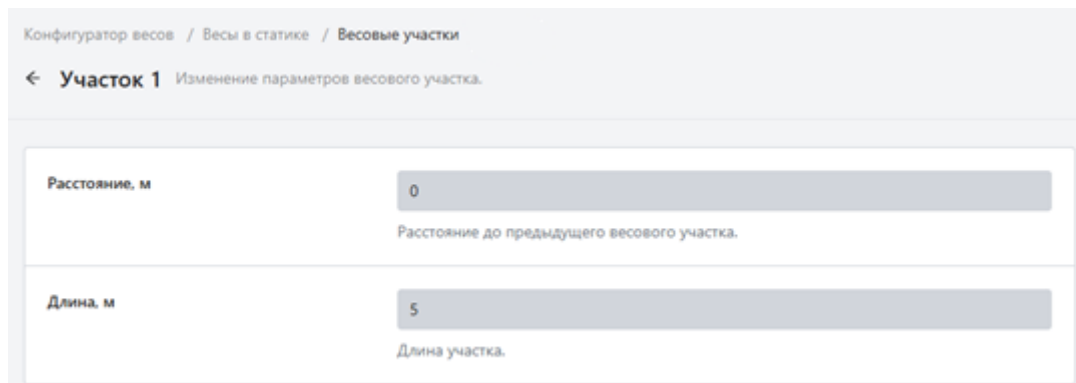 Конфигуратор весов / Весы в статике / Весовые участки
← Участок 1 Изменение параметров весового участка.
Расстояние, м
0
Расстояние до предыдущего весового участка.
Длина, м
5
Длина участка.